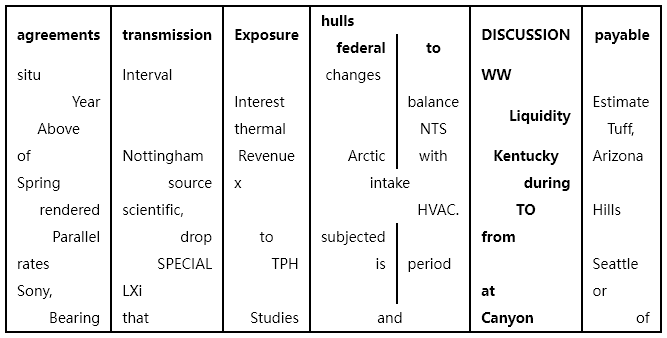 hulls
agreements transmission Exposure federal to DISCUSSION payable
situ Interval changes WW
Year Interest balance Estimate
Above thermal NTS Liquidity Tuff,
of Nottingham Revenue Arctic with Kentucky Arizona
Spring source x intake during
rendered scientific, HVAC. TO Hills
Parallel drop to subjected from
rates SPECIAL TPH is period Seattle
Sony, LXi at or
Bearing that Studies and Canyon of